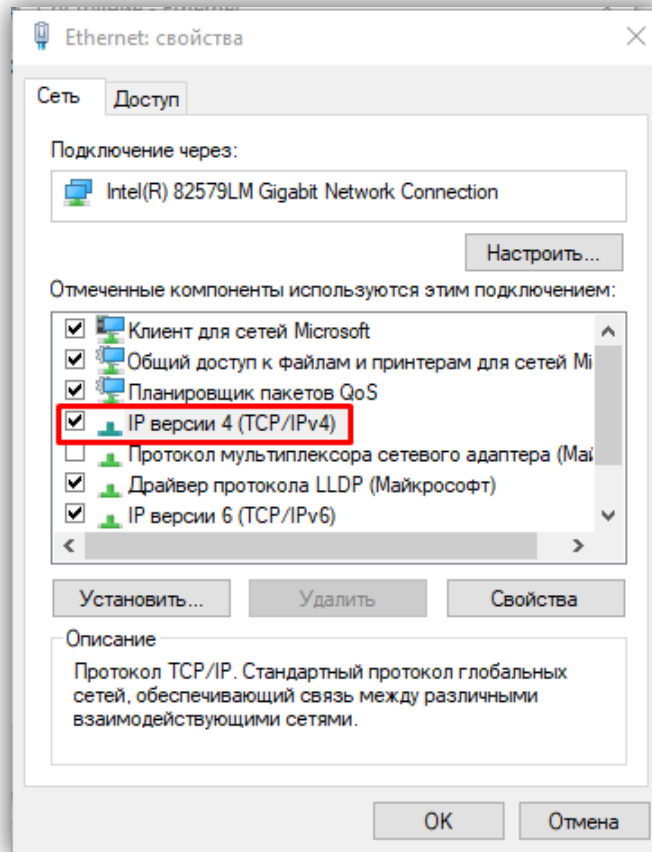 Ethernet: свойства
Сеть
Доступ
Подключение через:
Intel(R) 82579LM Gigabit Network Connection
Настроить...
Отмеченные компоненты используются этим подключением:
Клиент для сетей Microsoft
Общий доступ к файлам и принтерам для сетей Mi
Планировщик пакетов QoS
IP версии 4 (TCP/IPv4)
Протокол мультиплексора сетевого адаптера (Май
Драйвер протокола LLDP (Майкрософт)
IP версии 6 (TCP/IPv6)
Установить...
Удалить
Свойства
Описание
Протокол TCP/IP. Стандартный протокол глобальных
сетей, обеспечивающий связь между различными
взаимодействующими сетями.
OK
Отмена